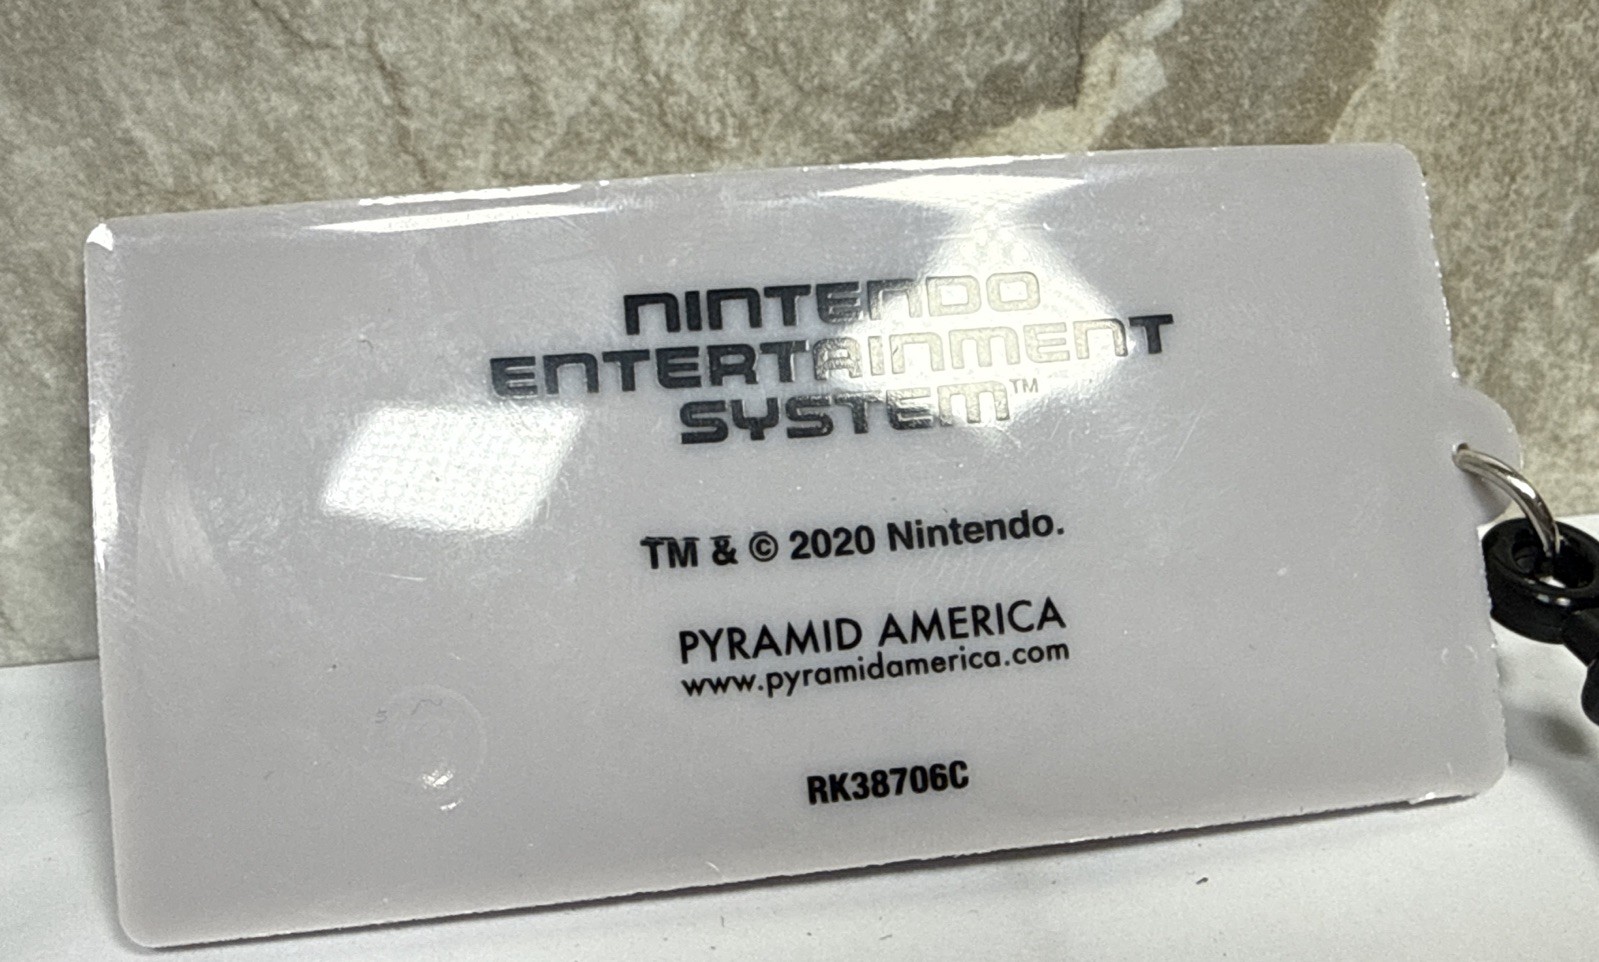 NINTENDO
ENTERTAINMENT
SYSTEM™
TM & © 2020 Nintendo.
PYRAMID AMERICA
www.pyramidamerica.com
RK38706C